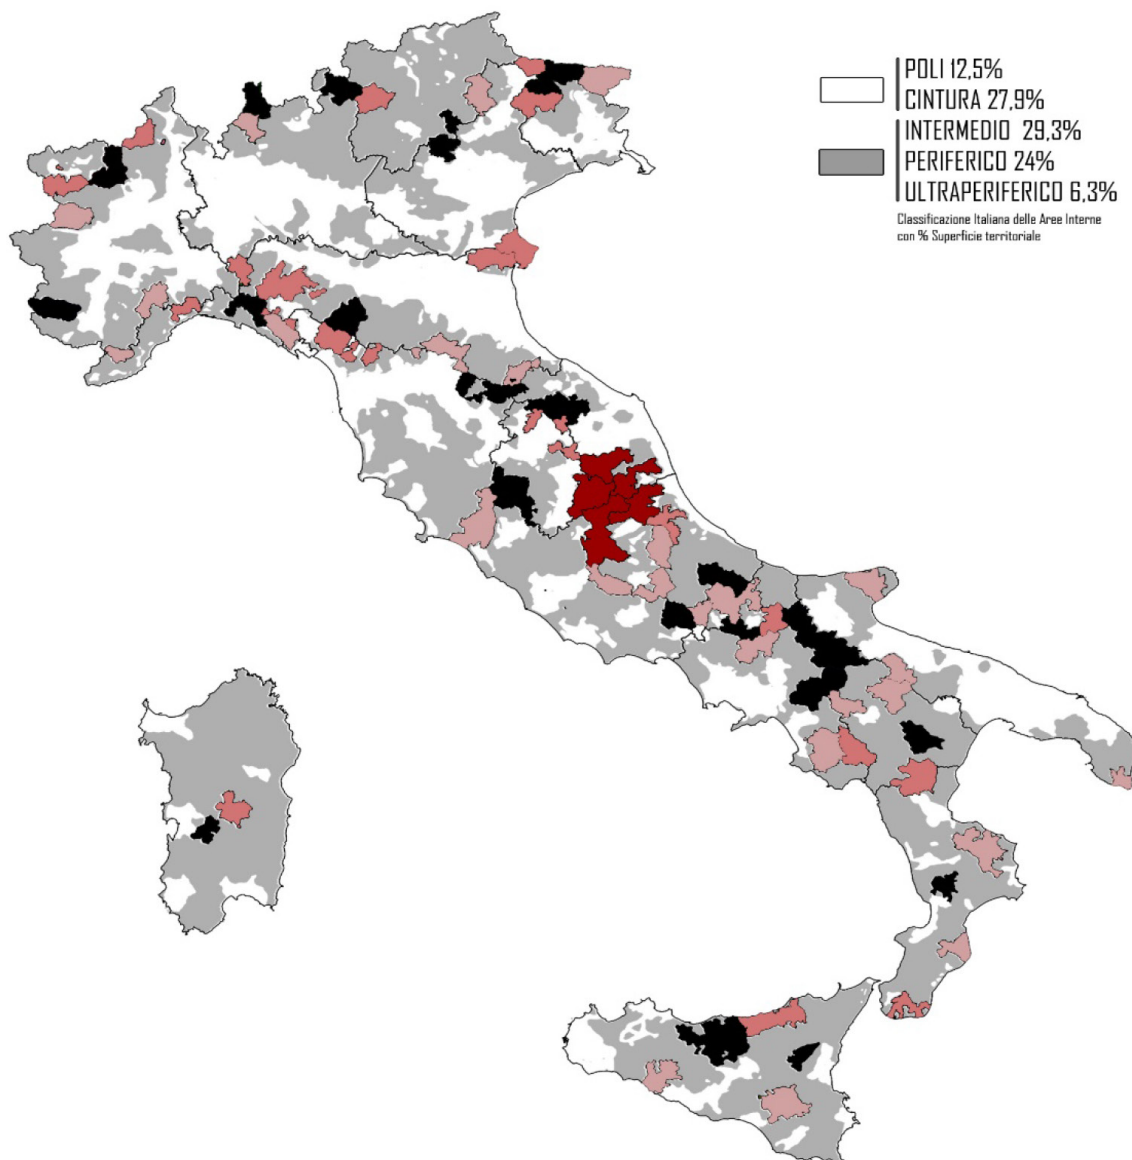 POLI 12,5%
CINTURA 27,9%
INTERMEDIO 29,3%
PERIFERICO 24%
ULTRAPERIFERICO 6,3%
Classificazione Italiana delle Aree Interne
con % Superficie territoriale